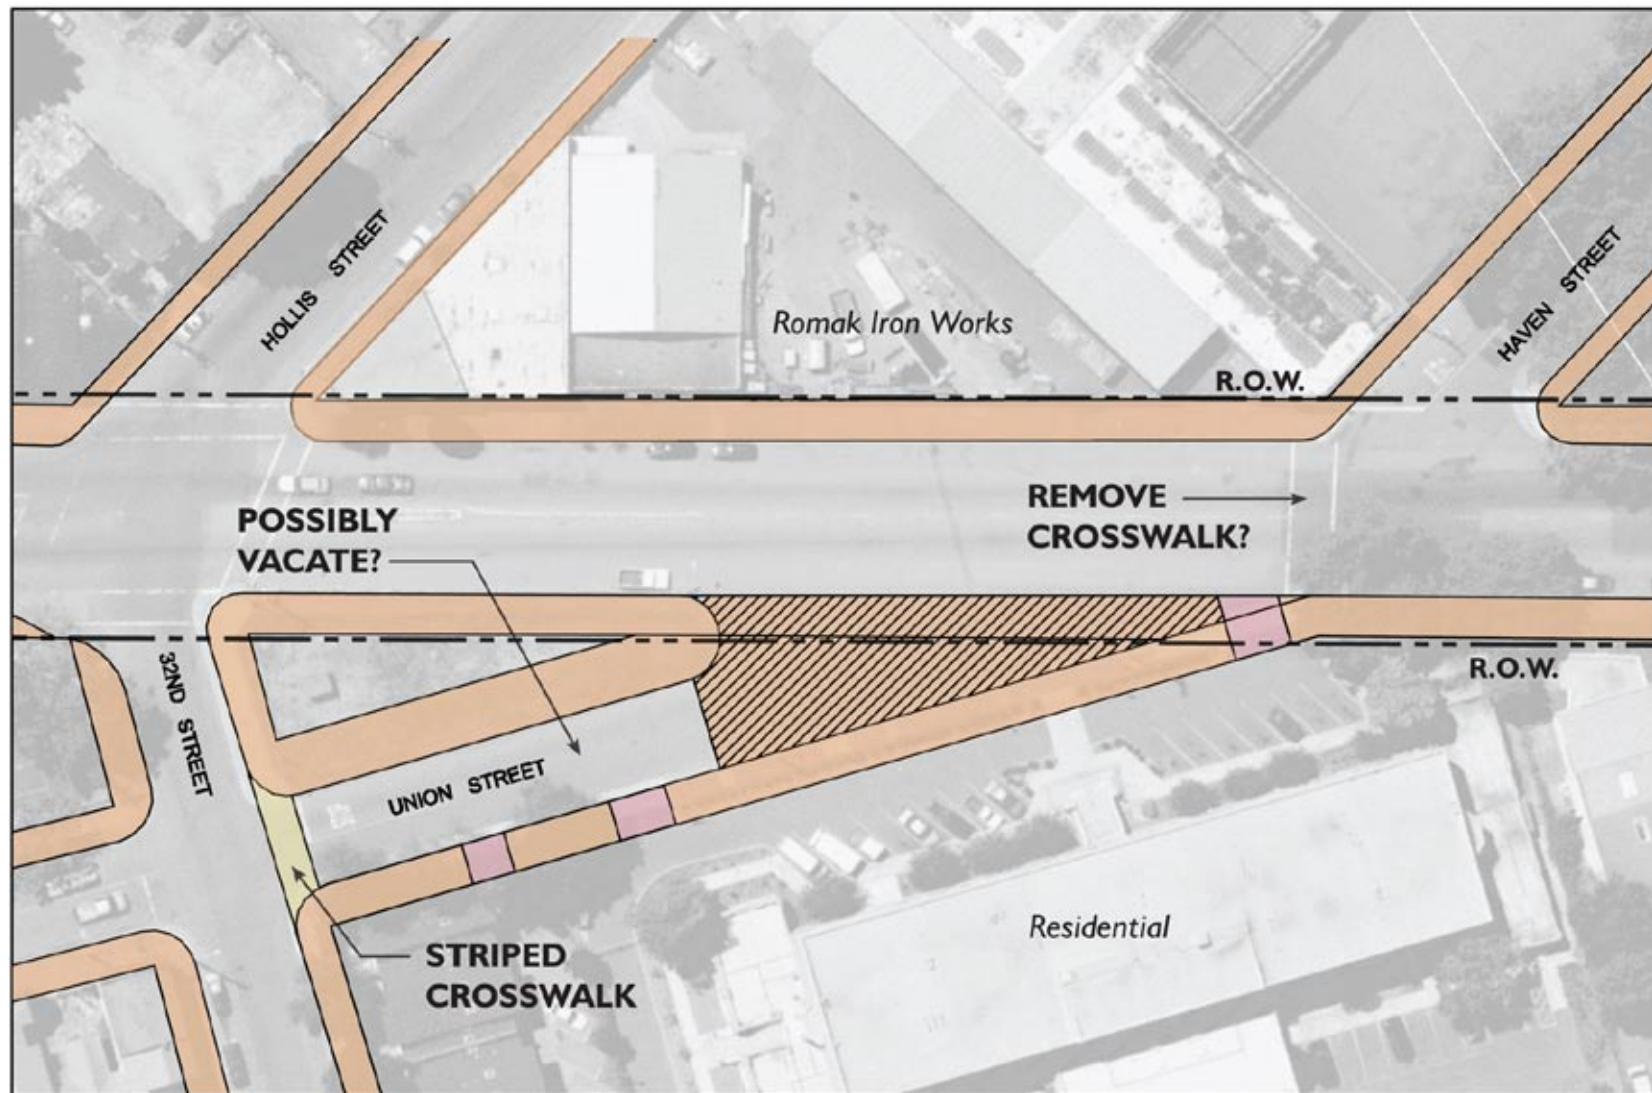 HOLLIS STREET
HAVEN STREET
Romak Iron Works
R.O.W.
REMOVE
CROSSWALK?
POSSIBLY
VACATE?
R.O.W.
32ND STREET
UNION STREET
Residential
STRIPED
CROSSWALK